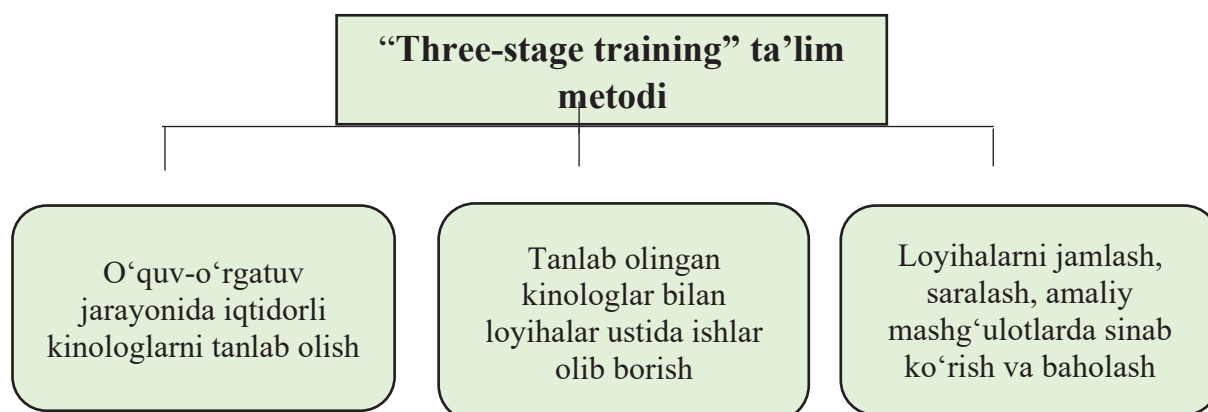 “Three-stage training” ta’lim
metodi
O‘quv-o‘rgatuv
jarayonida iqtidorli
kinologlarni tanlab olish
Tanlab olingan
kinologlar bilan
loyihalar ustida ishlar
olib borish
Loyihalarni jamlash,
saralash, amaliy
mashg‘ulotlarda sinab
ko‘rish va baholash